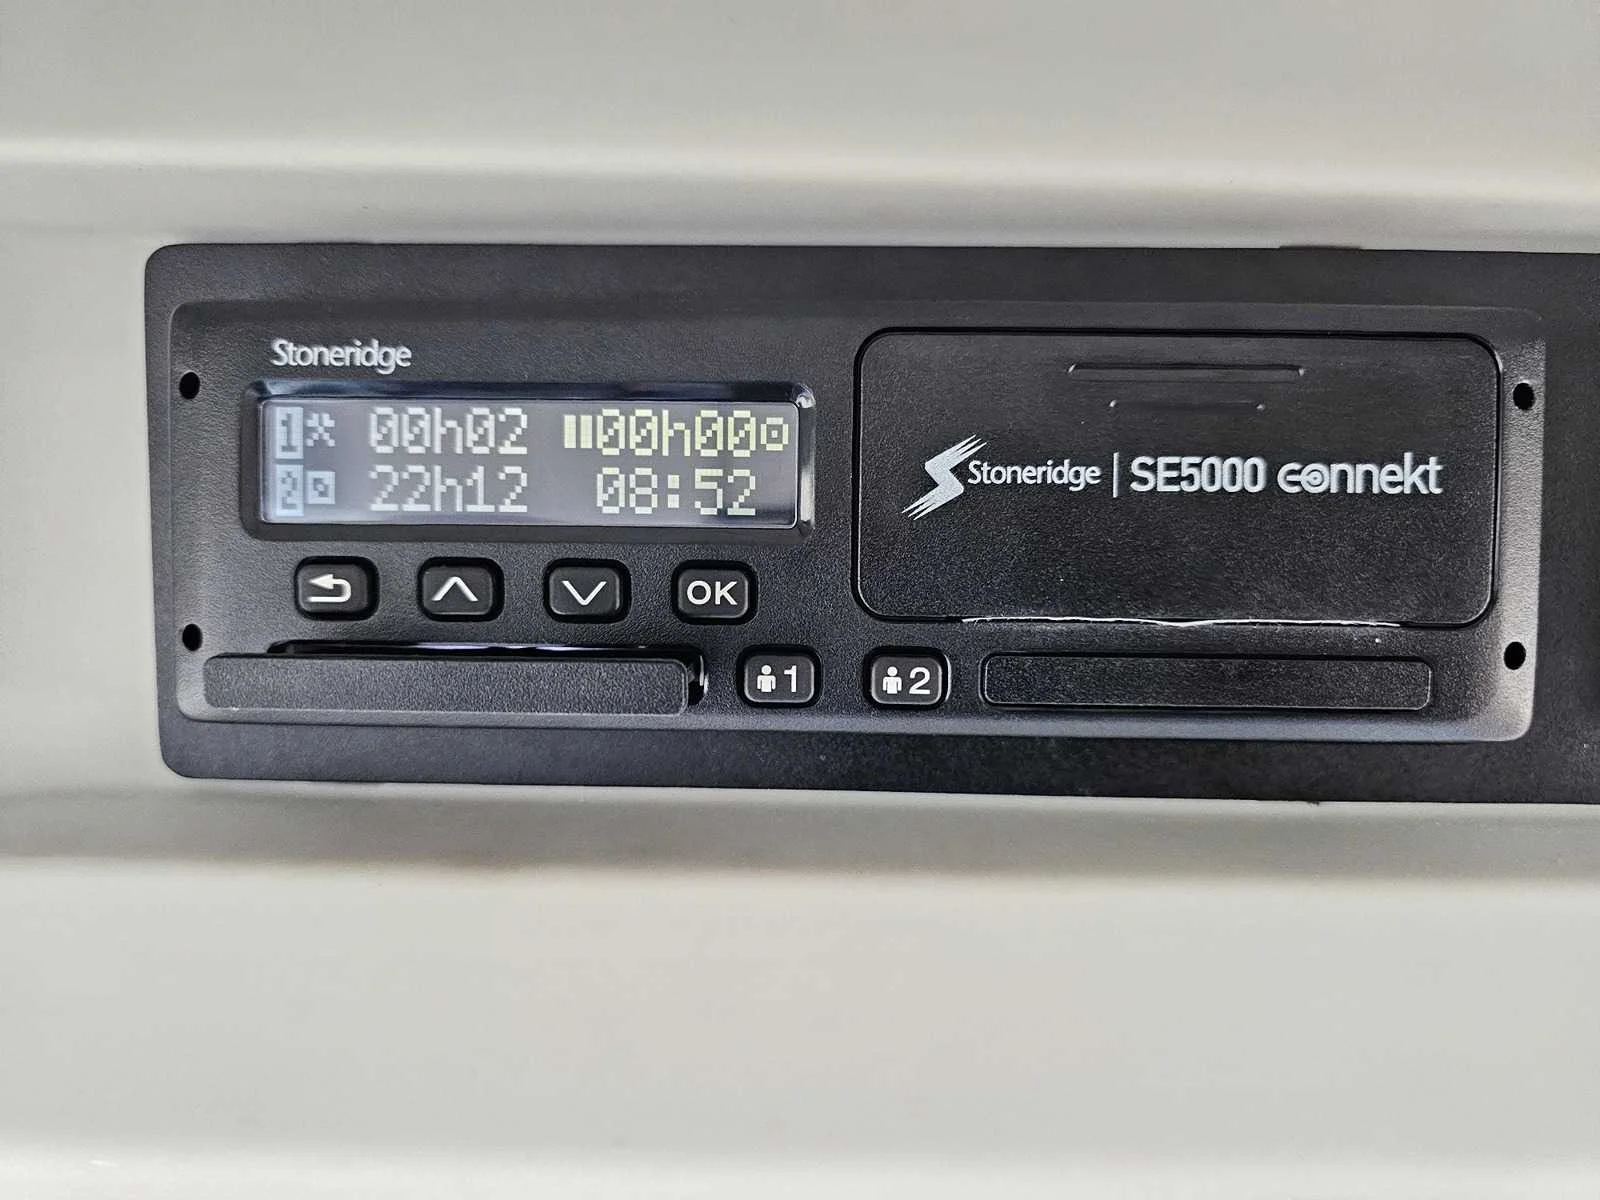 Stoneridge
1 00h02 00h00
2 22h12 08:52
Stoneridge | SE5000 connekt
OK
1 2